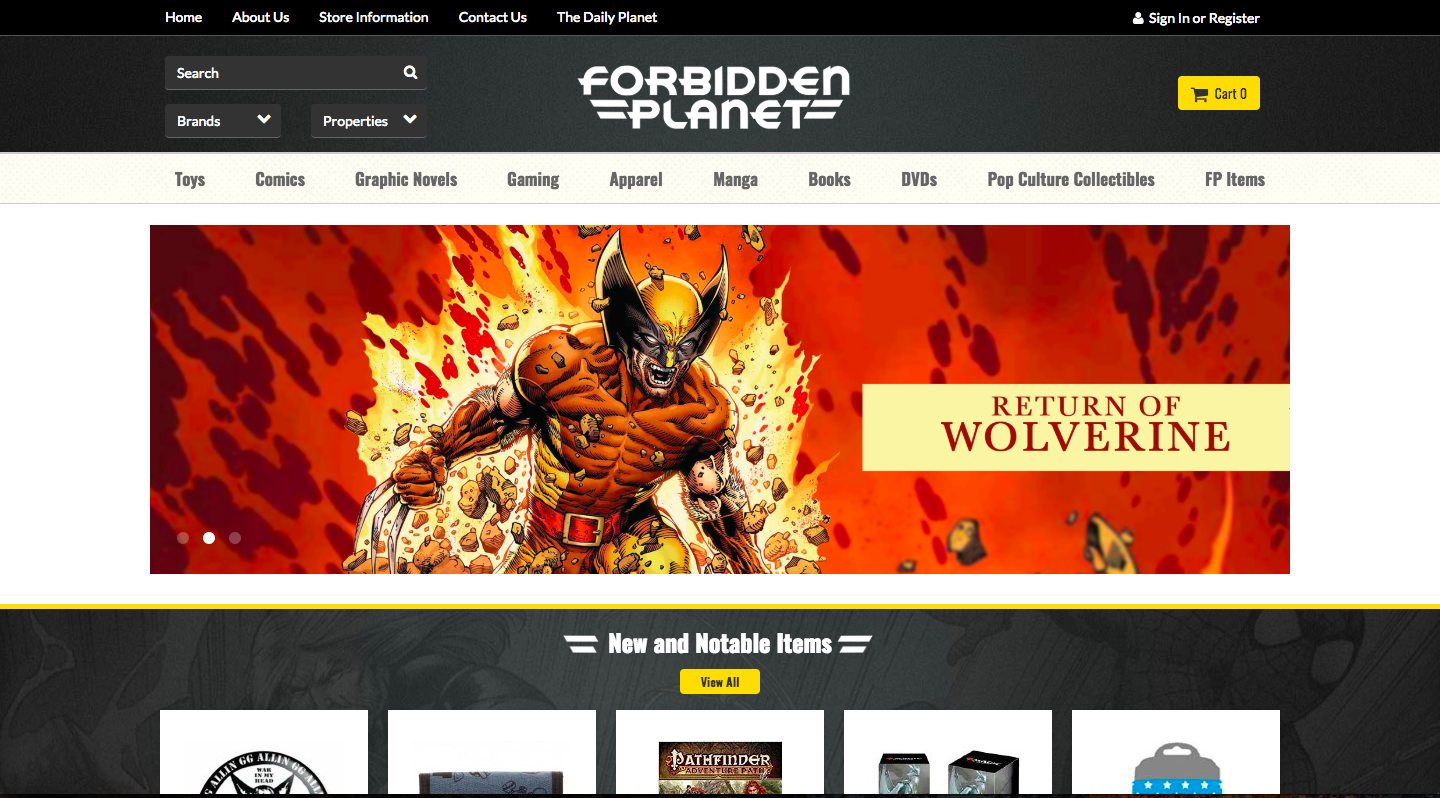 Home About Us Store Information Contact Us The Daily Planet Sign In or Register
Search
FORBIDDEN
PLANET
Cart 0
Brands Properties
Toys Comics Graphic Novels Gaming Apparel Manga Books DVDs Pop Culture Collectibles FP Items
RETURN OF
WOLVERINE
New and Notable Items
View All
GG ALLIN GG ALLIN GG ALLIN
WAR
IN MY
HEAD
PATHFINDER
ADVENTURE PATH
MAGIC